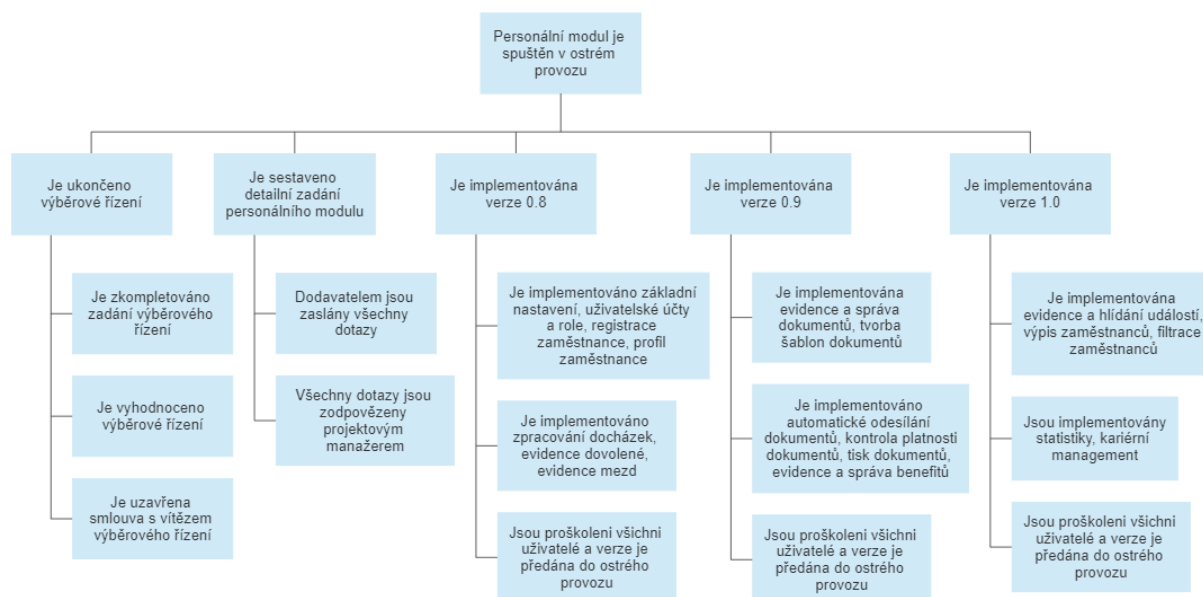 Personální modul je
spuštěn v ostrém
provozu
Je ukončeno
výběrové řízení
Je sestaveno
detailní zadání
personálního modulu
Je implementována
verze 0.8
Je implementována
verze 0.9
Je implementována
verze 1.0
Je zkompletováno
zadání výběrového
řízení
Je vyhodnoceno
výběrové řízení
Je uzavřena
smlouva s vítězem
výběrového řízení
Dodavatelem jsou
zaslány všechny
dotazy
Všechny dotazy jsou
zodpovězeny
projektovým
manažerem
Je implementováno základní
nastavení, uživatelské účty
a role, registrace
zaměstnance, profil
zaměstnance
Je implementováno
zpracování docházek,
evidence dovolené,
evidence mezd
Jsou proškoleni všichni
uživatelé a verze je
předána do ostrého
provozu
Je implementována
evidence a správa
dokumentů, tvorba
šablon dokumentů
Je implementováno
automatické odesílání
dokumentů, kontrola platnosti
dokumentů, tisk dokumentů,
evidence a správa benefitů
Jsou proškoleni všichni
uživatelé a verze je
předána do ostrého
provozu
Je implementována
evidence a hlídání událostí,
výpis zaměstnanců, filtrace
zaměstnanců
Jsou implementovány
statistiky, kariérní
management
Jsou proškoleni všichni
uživatelé a verze je
předána do ostrého
provozu